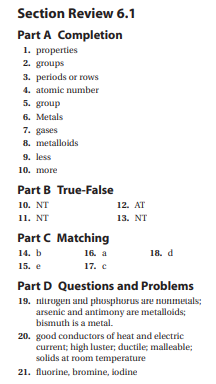 Section Review 6.1
Part A Completion
1. properties
2. groups
3. periods or rows
4. atomic number
5. group
6. Metals
7. gases
8. metalloids
9. less
10. more
Part B True-False
10. NT 12. AT
11. NT 13. NT
Part C Matching
14. b 16. a 18. d
15. e 17. c
Part D Questions and Problems
19. nitrogen and phosphorus are nonmetals;
arsenic and antimony are metalloids;
bismuth is a metal.
20. good conductors of heat and electric
current; high luster; ductile; malleable;
solids at room temperature
21. fluorine, bromine, iodine